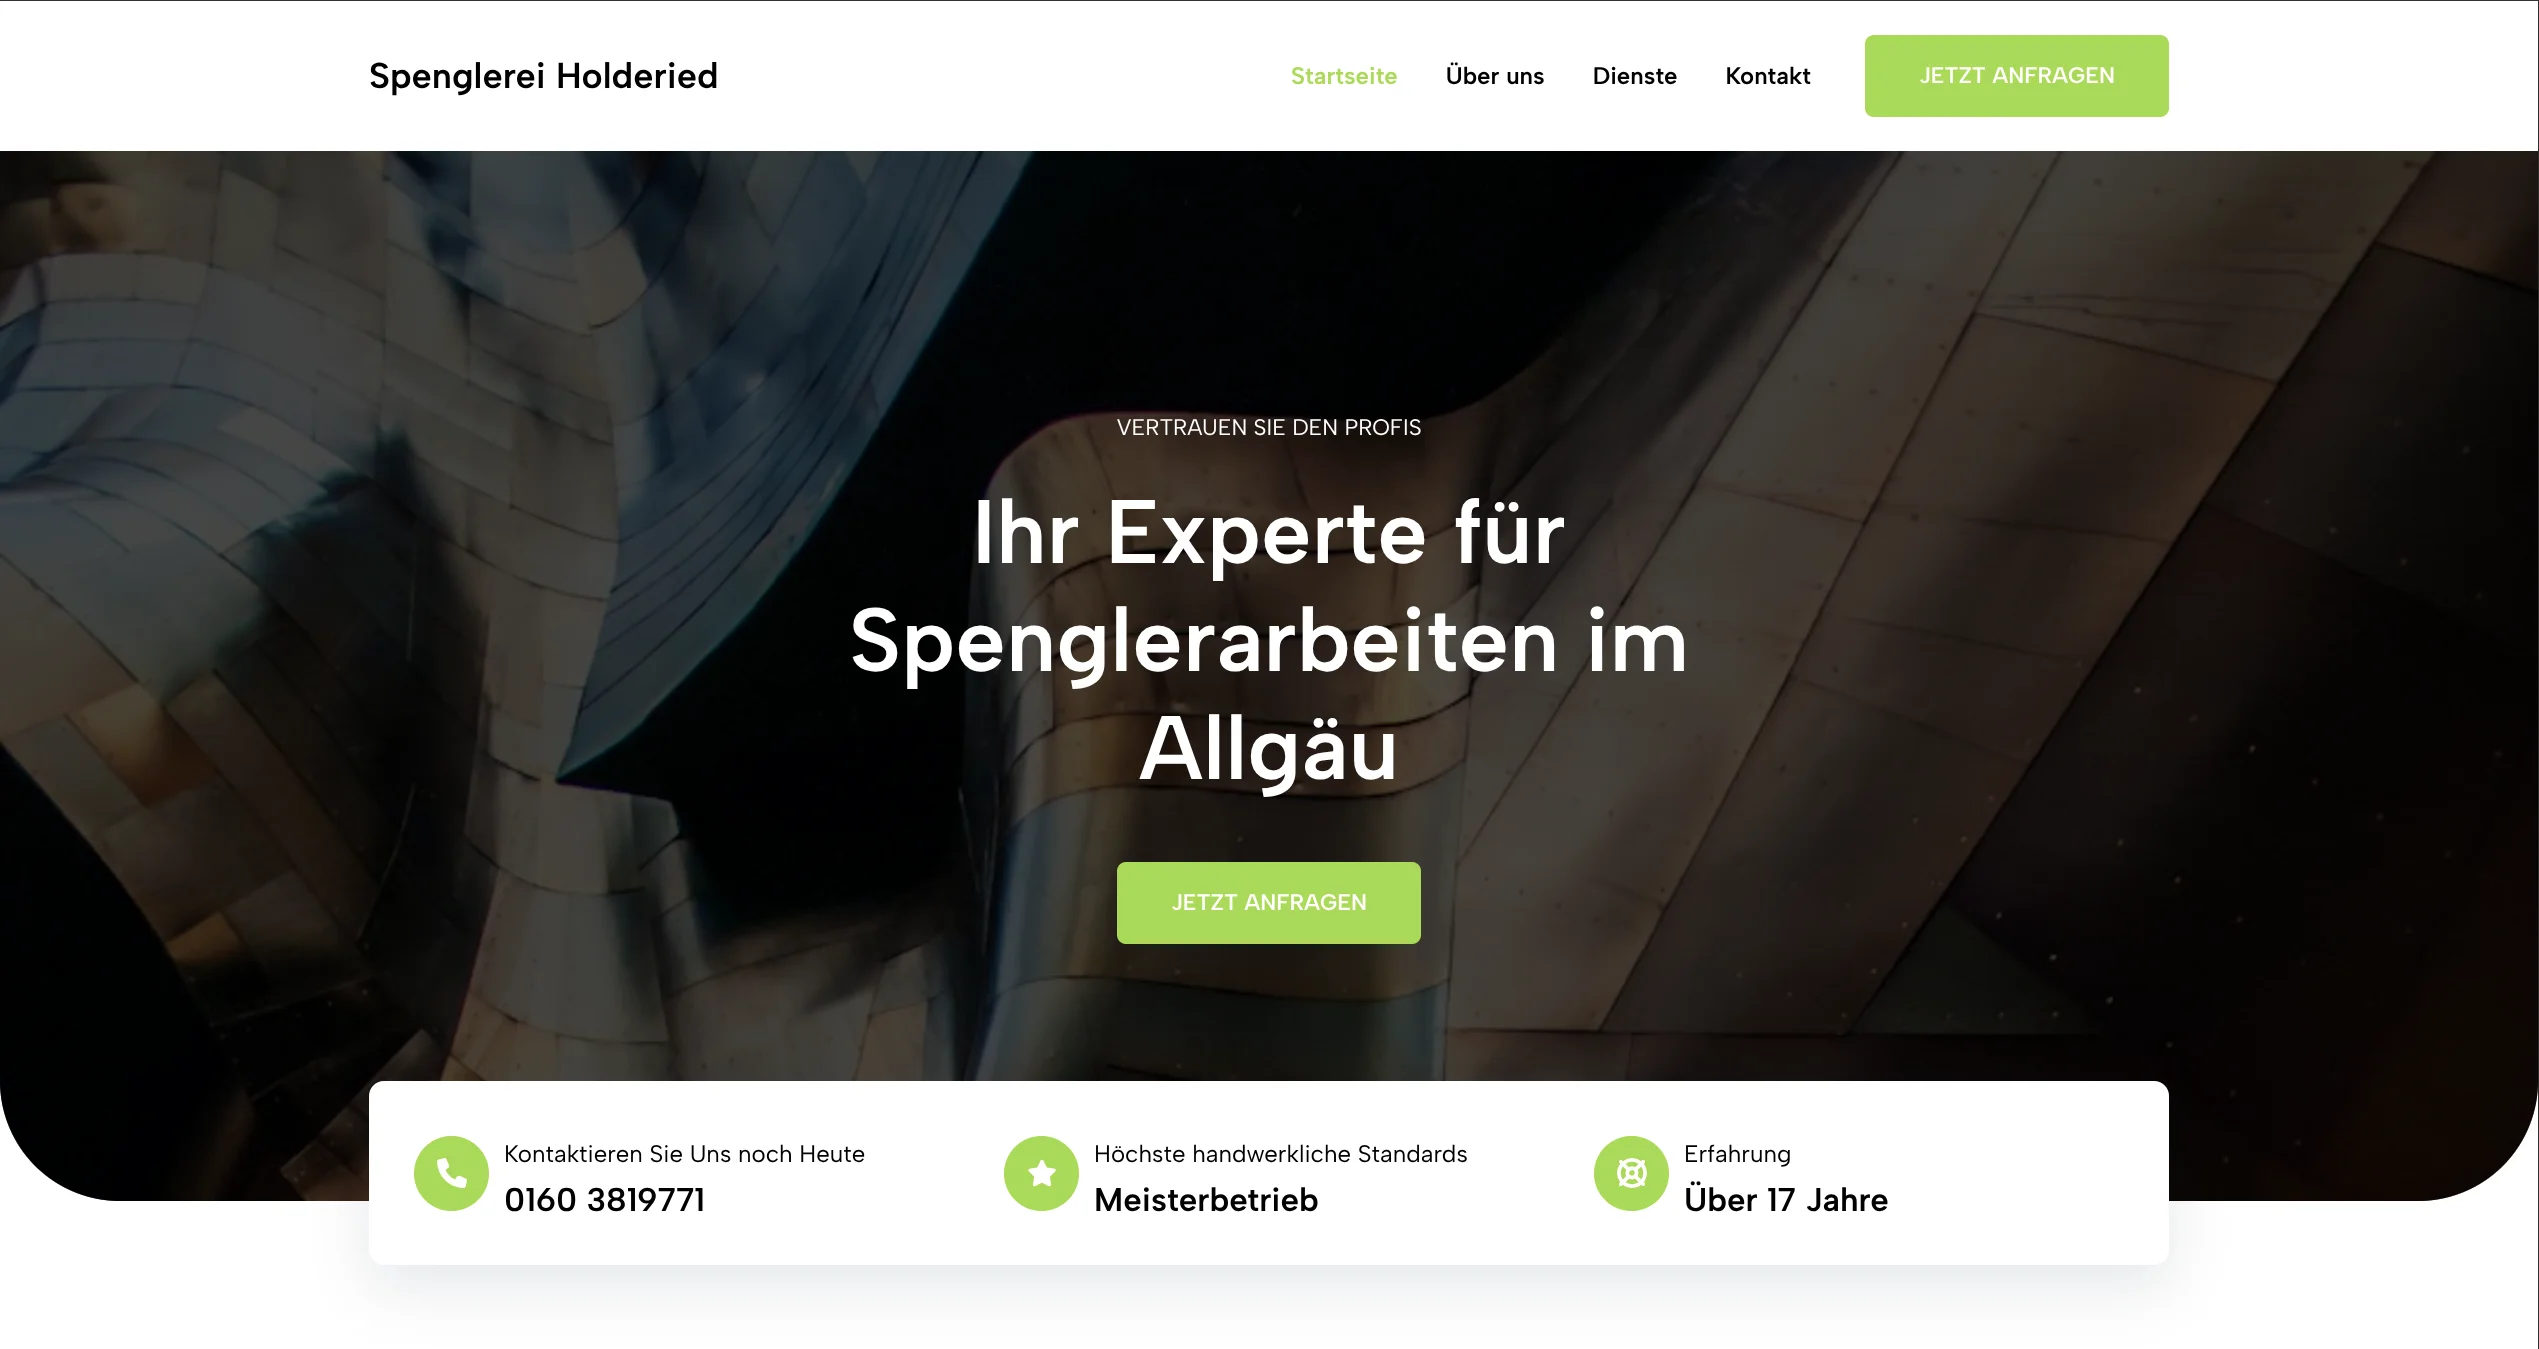 Spenglerei Holderied
Startseite Über uns Dienste Kontakt JETZT ANFRAGEN
VERTRAUEN SIE DEN PROFIS
Ihr Experte für
Spenglerarbeiten im
Allgäu
JETZT ANFRAGEN
Kontaktieren Sie Uns noch Heute
0160 3819771
Höchste handwerkliche Standards
Meisterbetrieb
Erfahrung
Über 17 Jahre